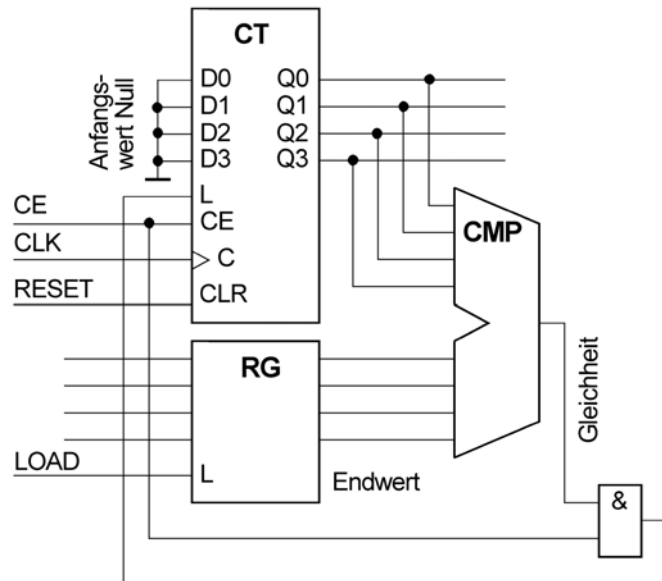 CT
Anfangs-
wert Null
D0 Q0
D1 Q1
D2 Q2
D3 Q3
L
CE CE
CLK C
RESET CLR
CMP
RG
LOAD L
Endwert
Gleichheit
&